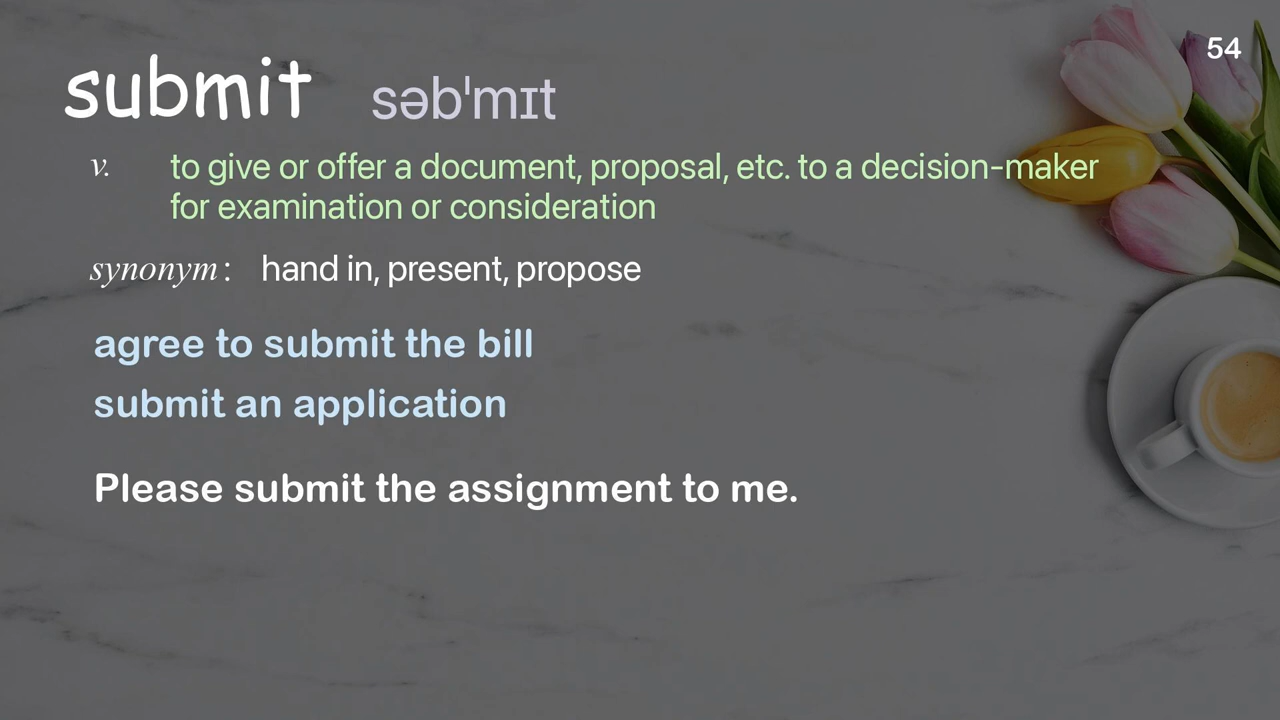 54
submit səbˈmɪt
v. to give or offer a document, proposal, etc. to a decision-maker
for examination or consideration
synonym : hand in, present, propose
agree to submit the bill
submit an application
Please submit the assignment to me.